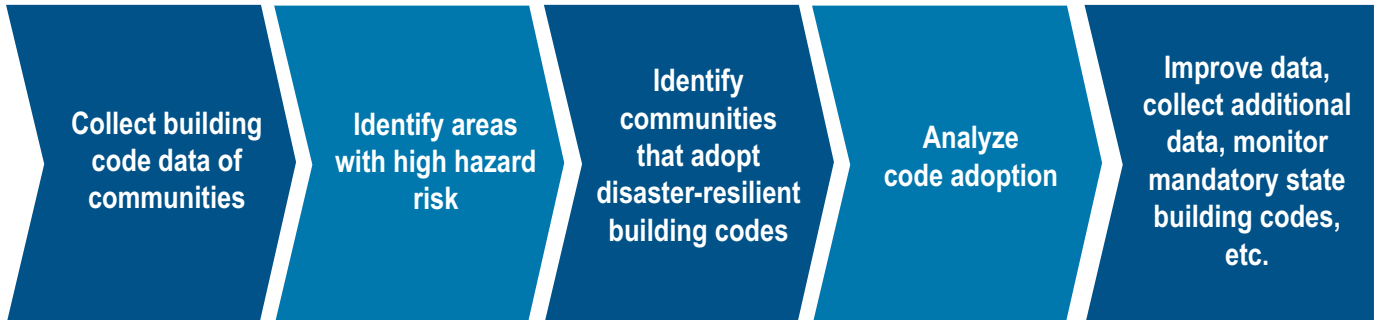 Collect building
code data of
communities
Identify areas
with high hazard
risk
Identify
communities
that adopt
disaster-resilient
building codes
Analyze
code adoption
Improve data,
collect additional
data, monitor
mandatory state
building codes,
etc.